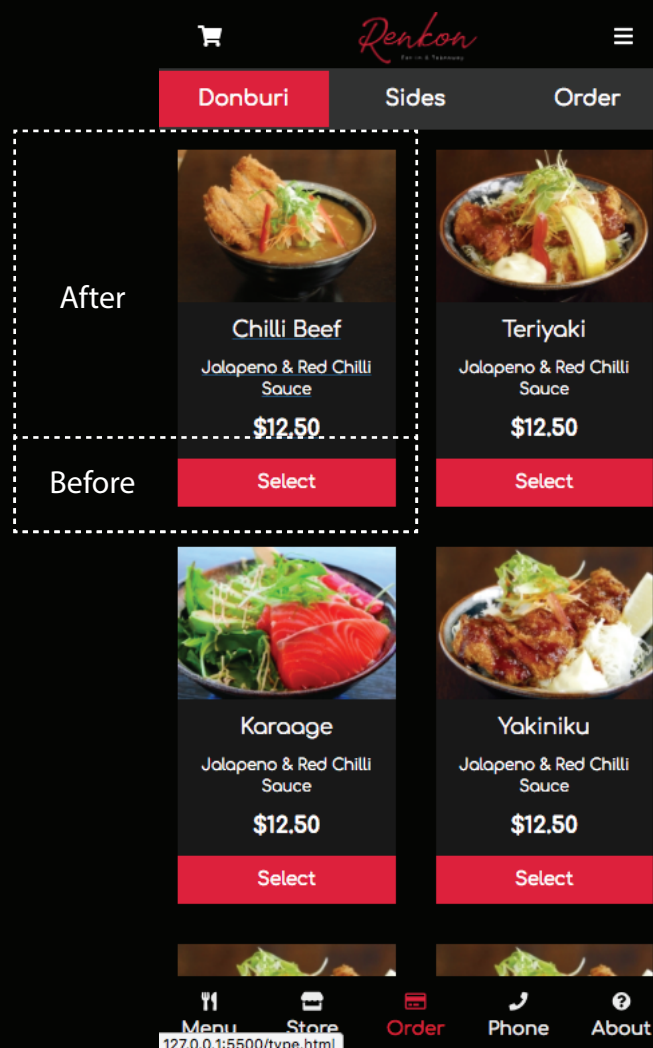 Renkon
Donburi Sides Order
After
Chilli Beef
Jalapeno & Red Chilli
Sauce
$12.50
Teriyaki
Jalapeno & Red Chilli
Sauce
$12.50
Before
Select
Select
Karaage
Jalapeno & Red Chilli
Sauce
$12.50
Select
Yakiniku
Jalapeno & Red Chilli
Sauce
$12.50
Select
Menu Store Order Phone About
127.0.0.1:5500/type.html